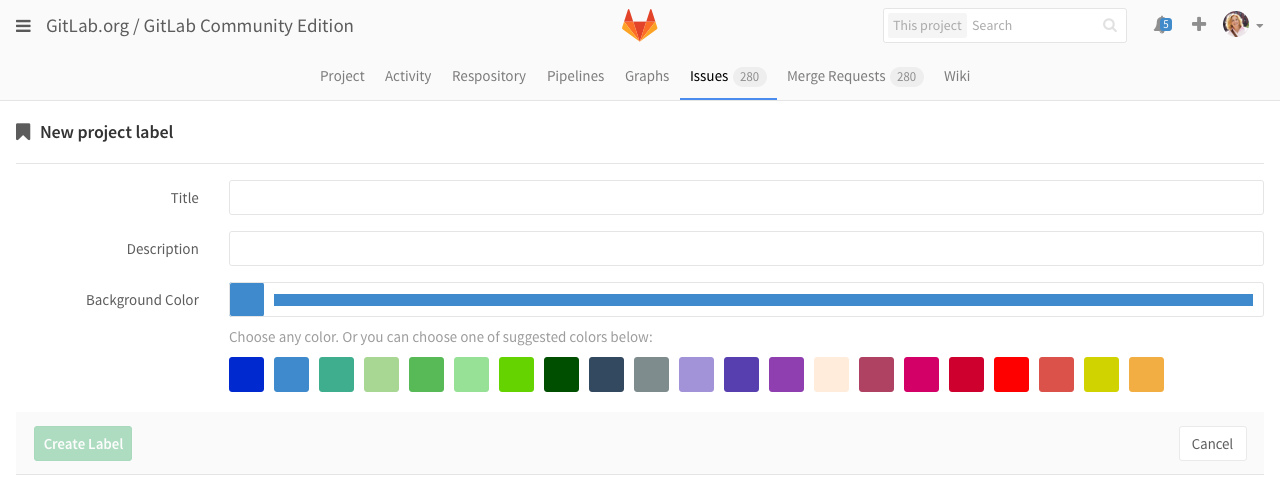 GitLab.org / GitLab Community Edition
This project Search
5
Project Activity Respository Pipelines Graphs Issues 280 Merge Requests 280 Wiki
New project label
Title
Description
Background Color
Choose any color. Or you can choose one of suggested colors below:
Create Label Cancel